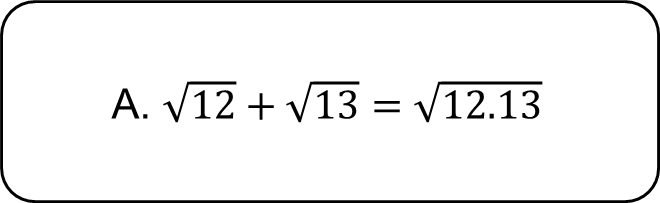 A. √12 + √13 = √12.13